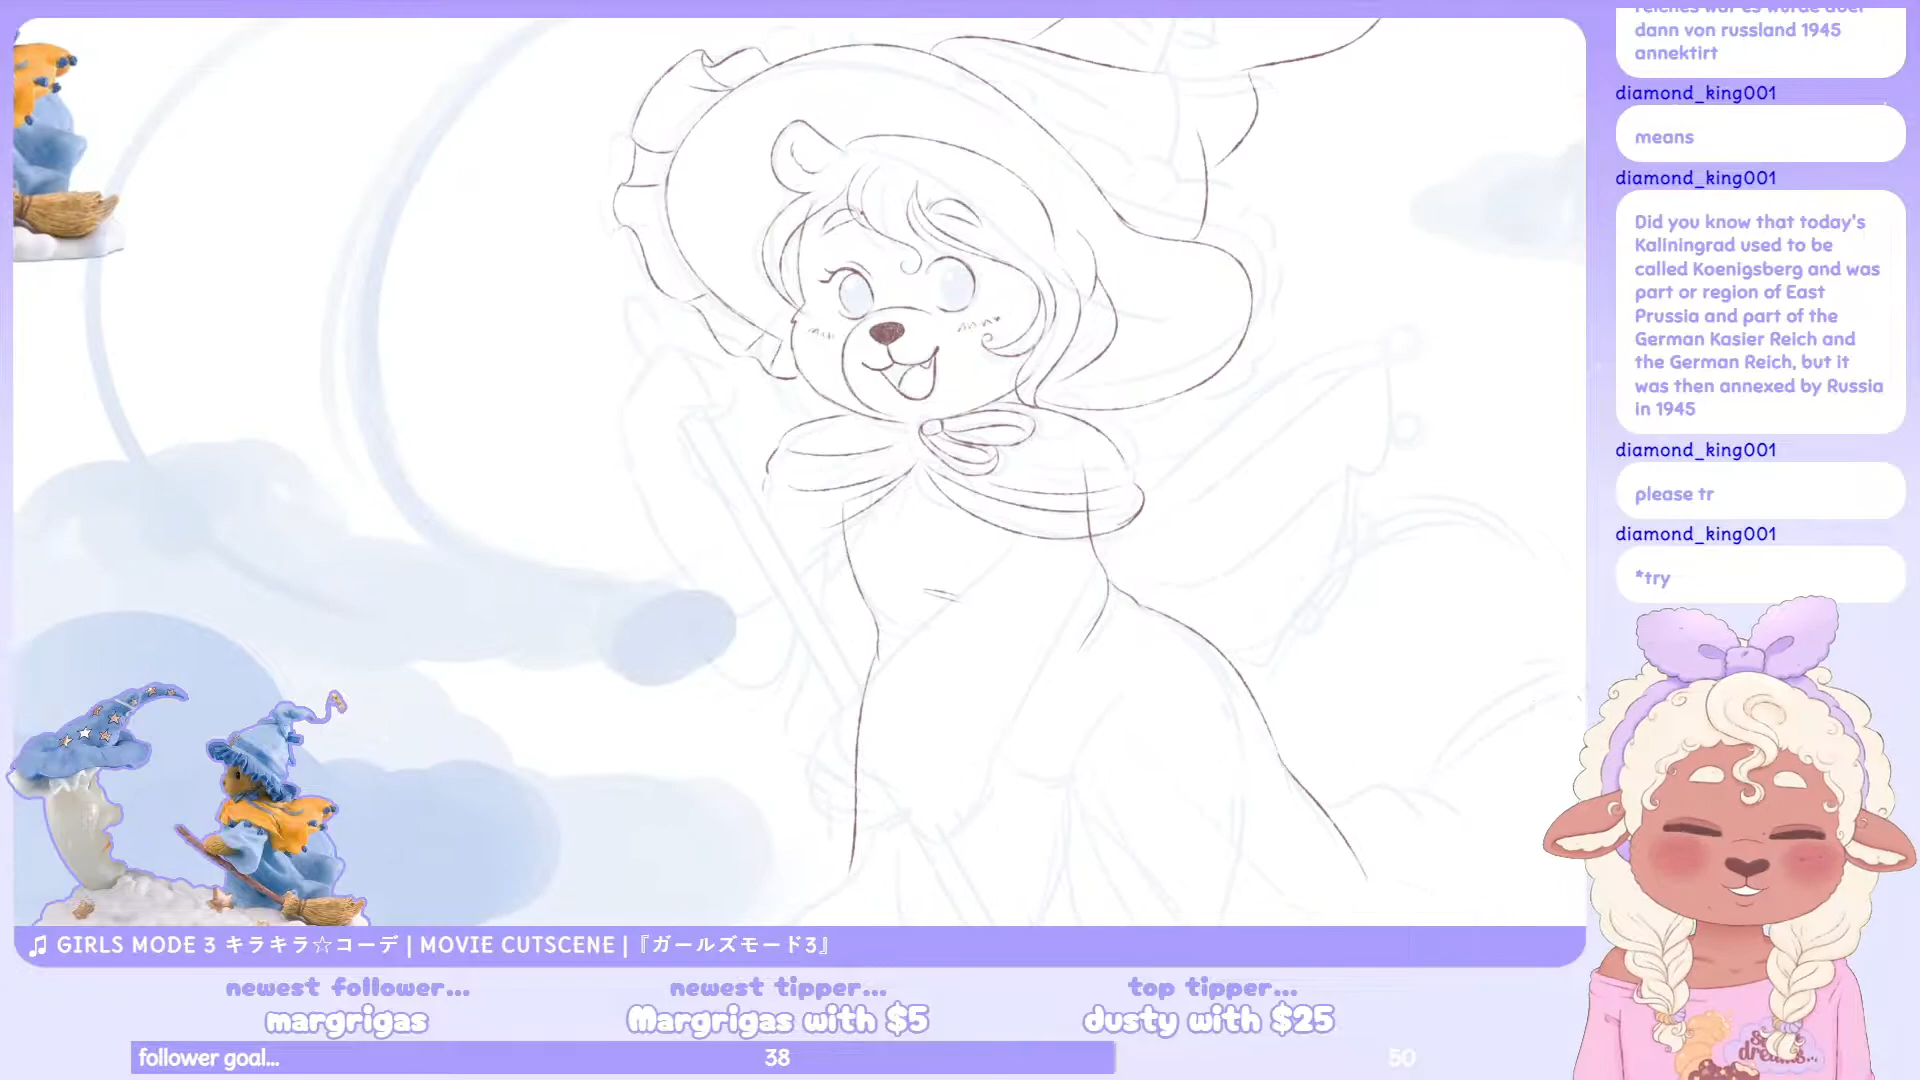 dann von russland 1945
annektirt
diamond_king001
means
diamond_king001
Did you know that today's
Kaliningrad used to be
called Koenigsberg and was
part or region of East
Prussia and part of the
German Kasier Reich and
the German Reich, but it
was then annexed by Russia
in 1945
diamond_king001
please tr
diamond_king001
*try
GIRLS MODE 3 キラキラ☆コーデ | MOVIE CUTSCENE |『ガールズモード3』
newest follower...
margrigas
newest tipper...
Margrigas with $5
top tipper...
dusty with $25
follower goal... 38 50